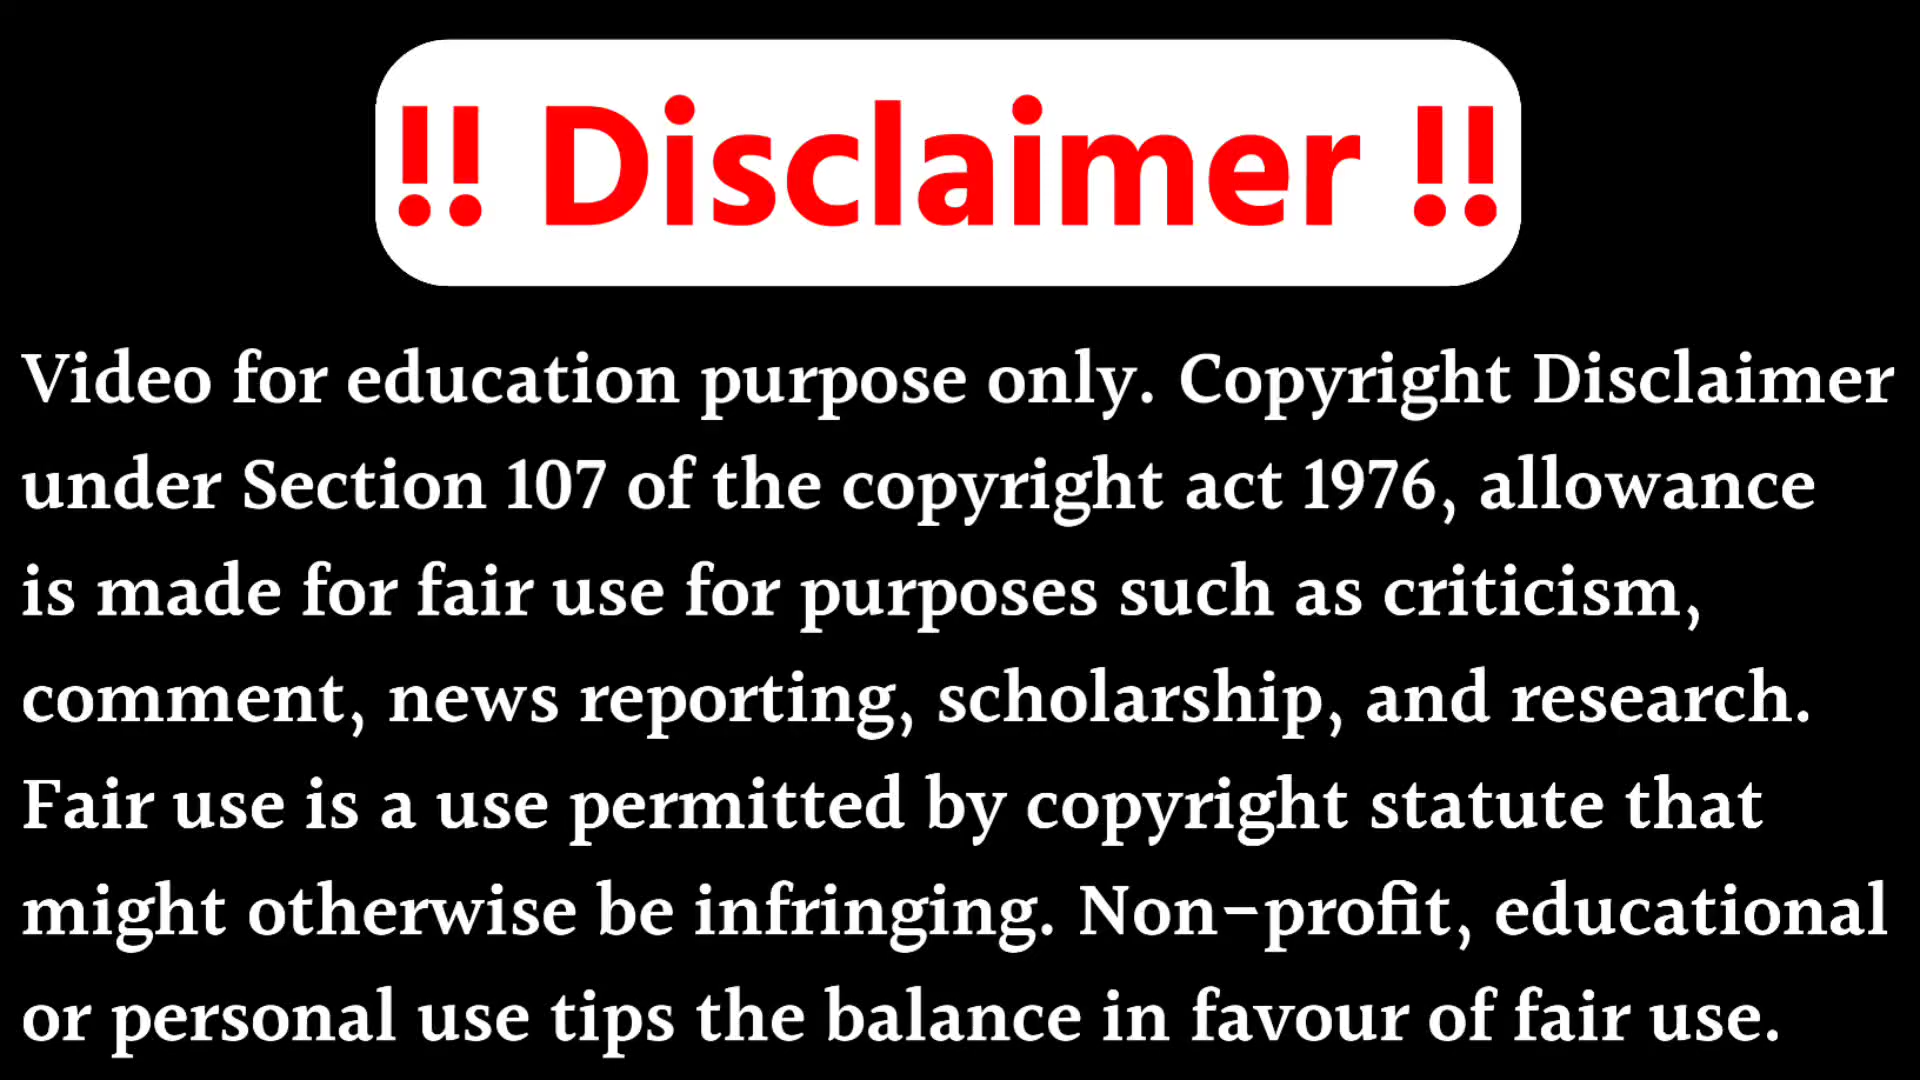 !! Disclaimer !!
Video for education purpose only. Copyright Disclaimer
under Section 107 of the copyright act 1976, allowance
is made for fair use for purposes such as criticism,
comment, news reporting, scholarship, and research.
Fair use is a use permitted by copyright statute that
might otherwise be infringing. Non-profit, educational
or personal use tips the balance in favour of fair use.